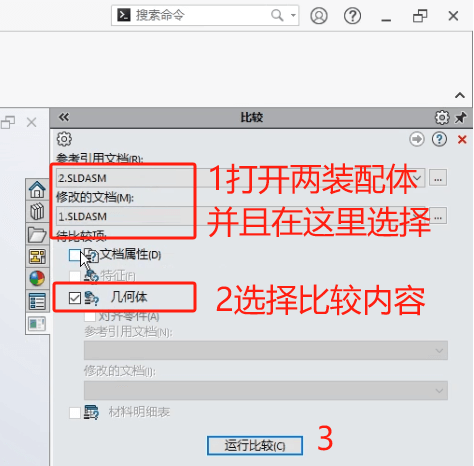 搜索命令
比较
参考引用文档(R):
2.SLDASM
...
1打开两装配体
修改的文档(M):
1.SLDASM
...
并且在这里选择
待比较项:
文档属性(D)
特征(F)
几何体
2选择比较内容
对齐零件(A)
参考引用文档(N):
修改的文档(I):
材料明细表
运行比较(C)
3